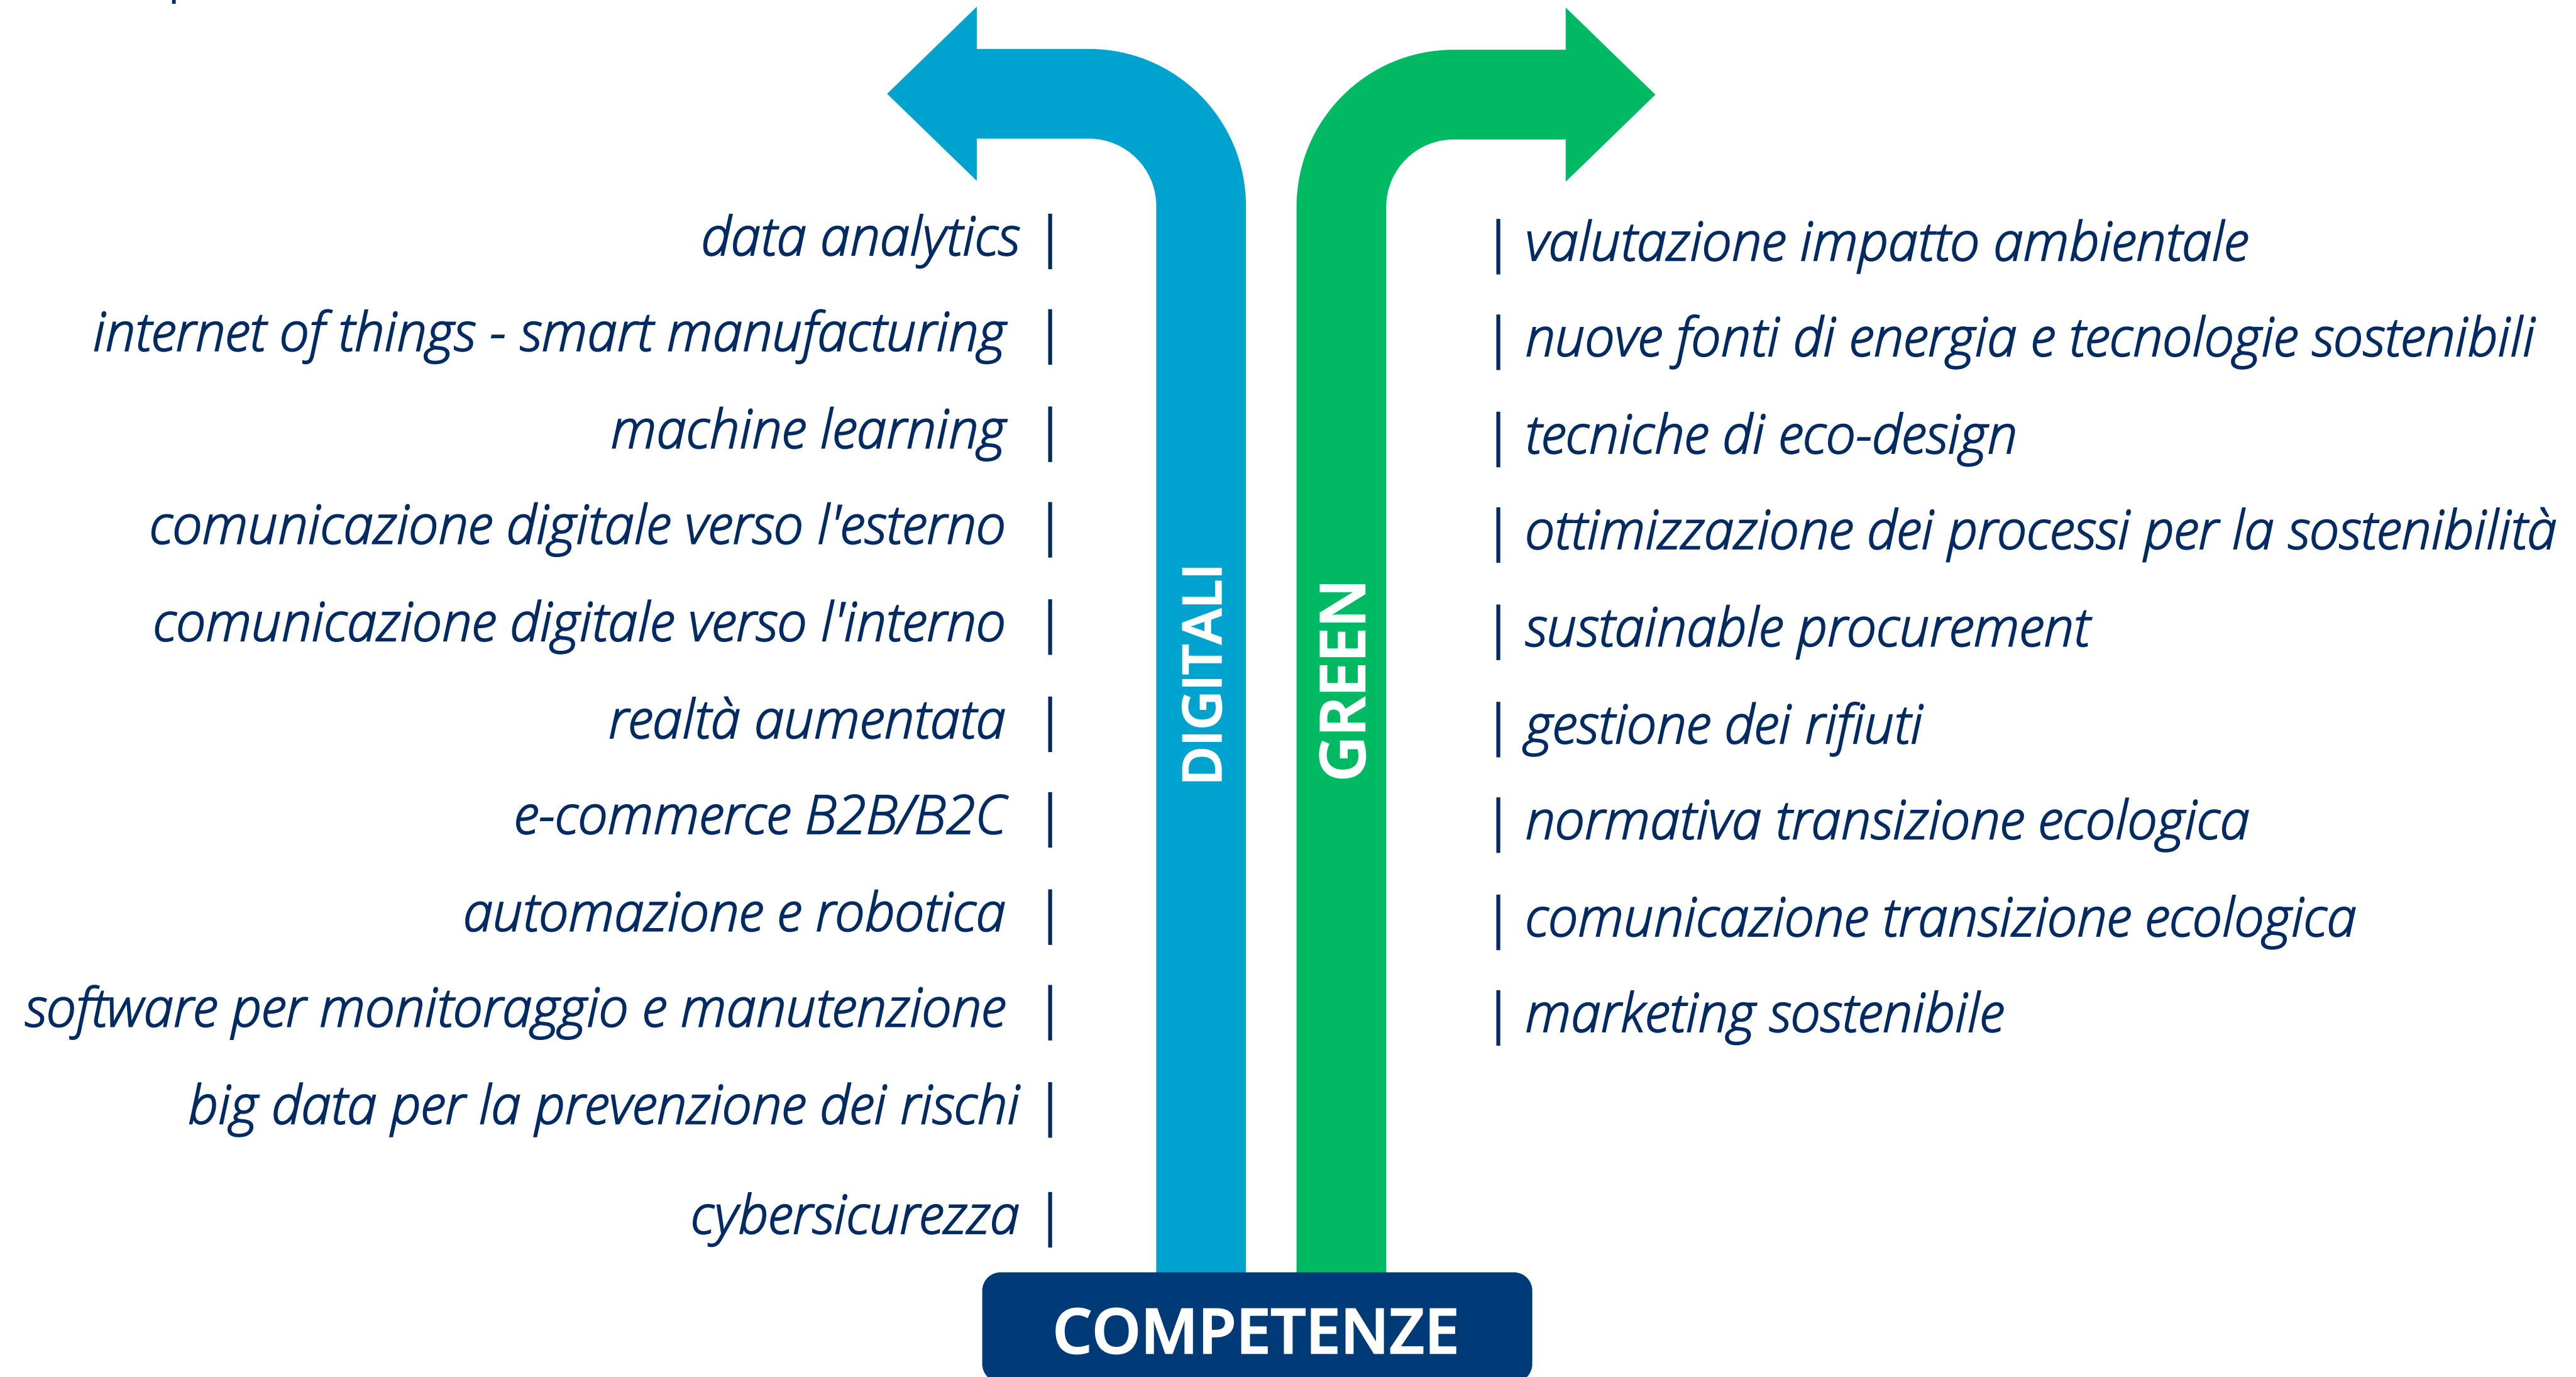 data analytics |
internet of things - smart manufacturing |
machine learning |
comunicazione digitale verso l'esterno |
comunicazione digitale verso l'interno |
realtà aumentata |
e-commerce B2B/B2C |
automazione e robotica |
software per monitoraggio e manutenzione |
big data per la prevenzione dei rischi |
cybersicurezza |
DIGITALI
GREEN
| valutazione impatto ambientale
| nuove fonti di energia e tecnologie sostenibili
| tecniche di eco-design
| ottimizzazione dei processi per la sostenibilità
| sustainable procurement
| gestione dei rifiuti
| normativa transizione ecologica
| comunicazione transizione ecologica
| marketing sostenibile
COMPETENZE